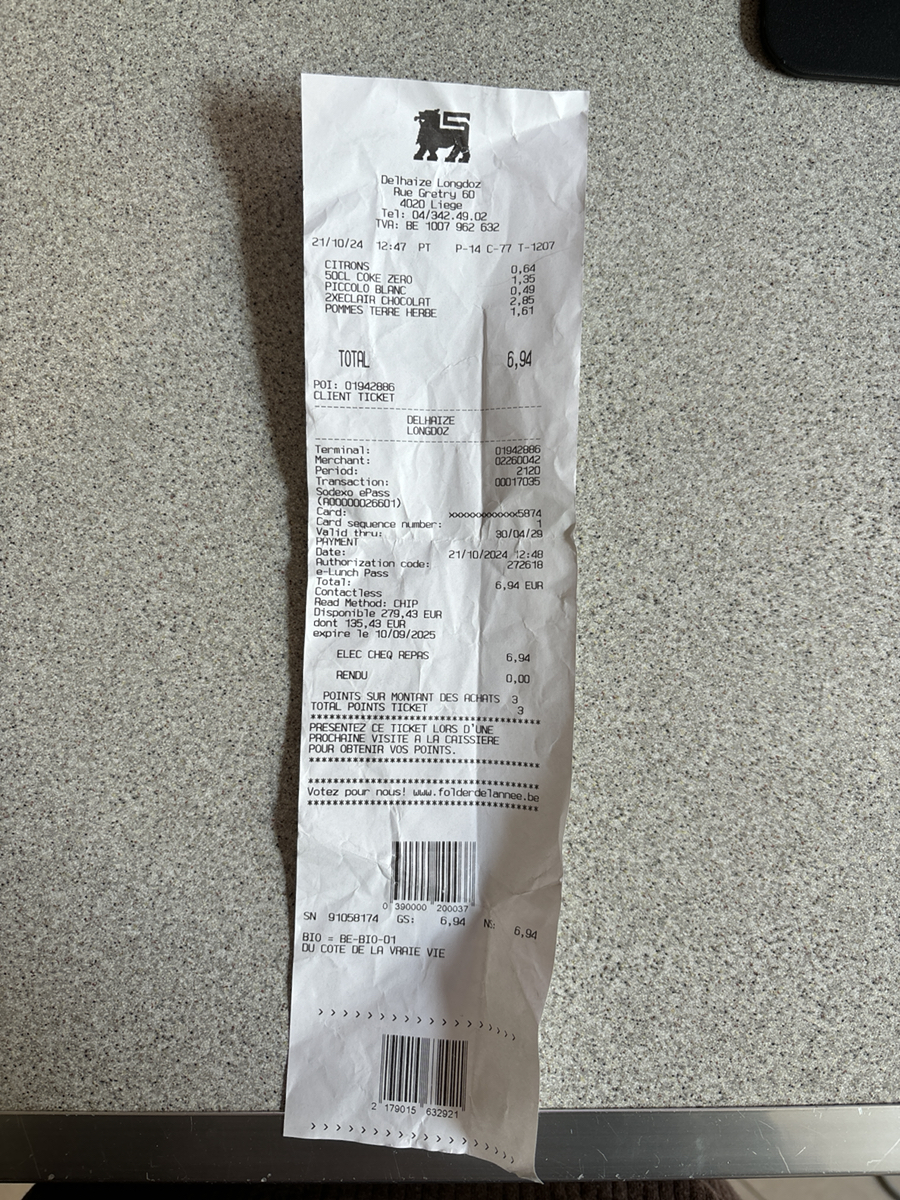 Delhaize Longdoz
Rue Gretry 60
4020 Liege
Tel: 04/342.49.02
TVA: BE 1007 962 632
21/10/24 12:47 PT P-14 C-77 T-1207
CITRONS 0,64
50CL COKE ZERO 1,35
PICCOLO BLANC 0,49
2XECLAIR CHOCOLAT 2,85
POMMES TERRE HERBE 1,61
TOTAL 6,94
POI: 01942886
CLIENT TICKET
DELHAIZE
LONGDOZ
Terminal: 01942886
Merchant: 02260042
Period: 2120
Transaction: 00017035
Sodexo ePass
(A00000026601)
Card: xxxxxxxxxxxx5874
Card sequence number: 1
Valid thru: 30/04/29
PAYMENT
Date: 21/10/2024 12:48
Authorization code: 272618
e-Lunch Pass
Total: 6,94 EUR
Contactless
Read Method: CHIP
Disponible 279,43 EUR
dont 135,43 EUR
expire le 10/09/2025
ELEC CHEQ REPAS 6,94
RENDU 0,00
POINTS SUR MONTANT DES ACHATS 3
TOTAL POINTS TICKET 3
****************************************
PRESENTEZ CE TICKET LORS D'UNE
PROCHAINE VISITE A LA CAISSIERE
POUR OBTENIR VOS POINTS.
****************************************
****************************************
Votez pour nous! www.folderdelannee.be
****************************************
0 390000 200037
SN 91058174 GS: 6,94 NS: 6,94
BIO = BE-BIO-01
DU COTE DE LA VRAIE VIE
> > > > > > > > > > > > > > > > >
2 179015 632921
> > > > > > > > > > > > > > > > >